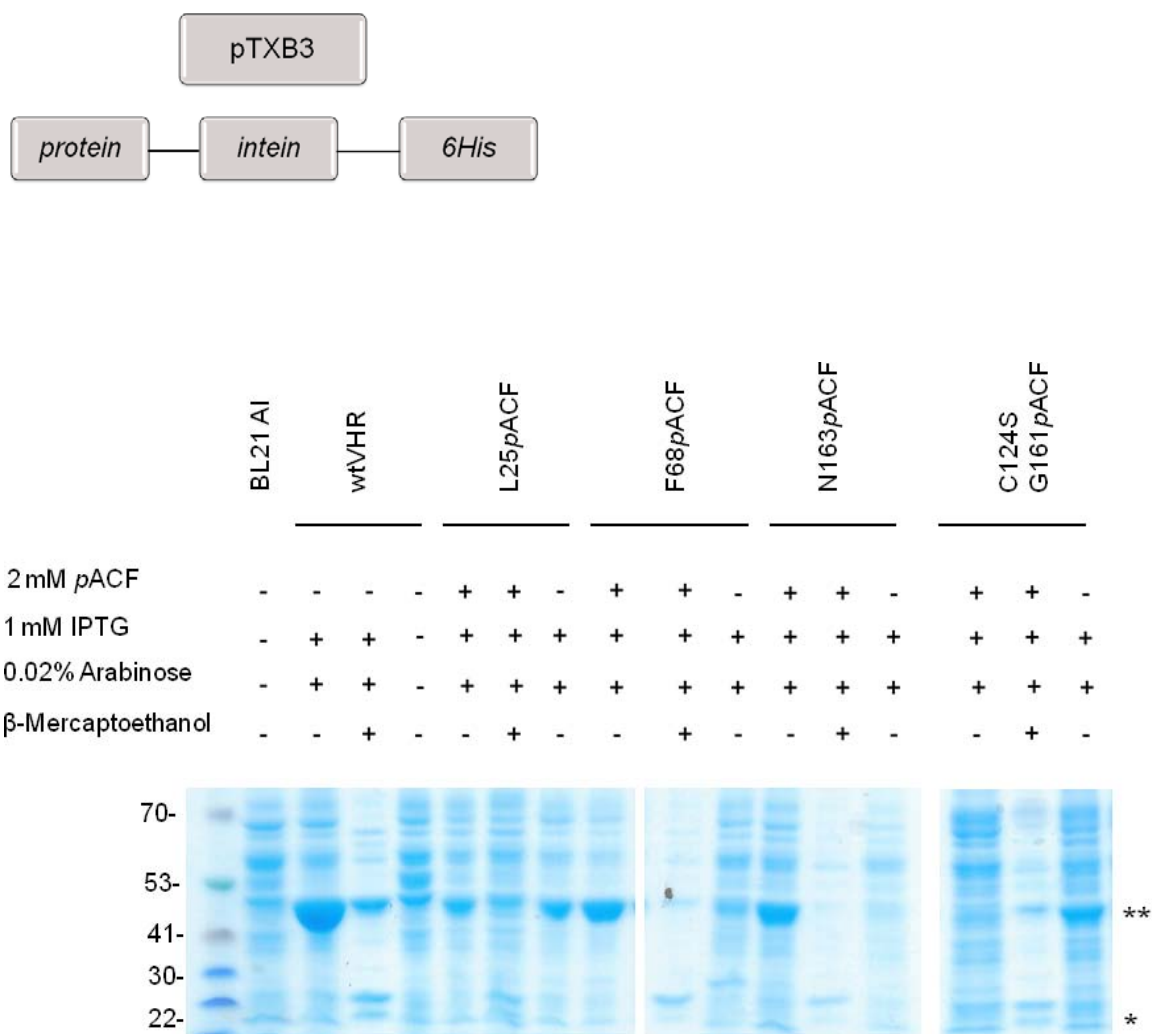 pTXB3
protein intein 6His
BL21 AI
wtVHR
L25pACF
F68pACF
N163pACF
C124S
G161pACF
2 mM pACF - - - - + + - + + - + + - + + -
1 mM IPTG - + + - + + + + + + + + + + + +
0.02% Arabinose - + + - + + + + + + + + + + + +
β-Mercaptoethanol - - + - - + - - + - - + - - + -
70-
53-
41-
30-
22-
**
*